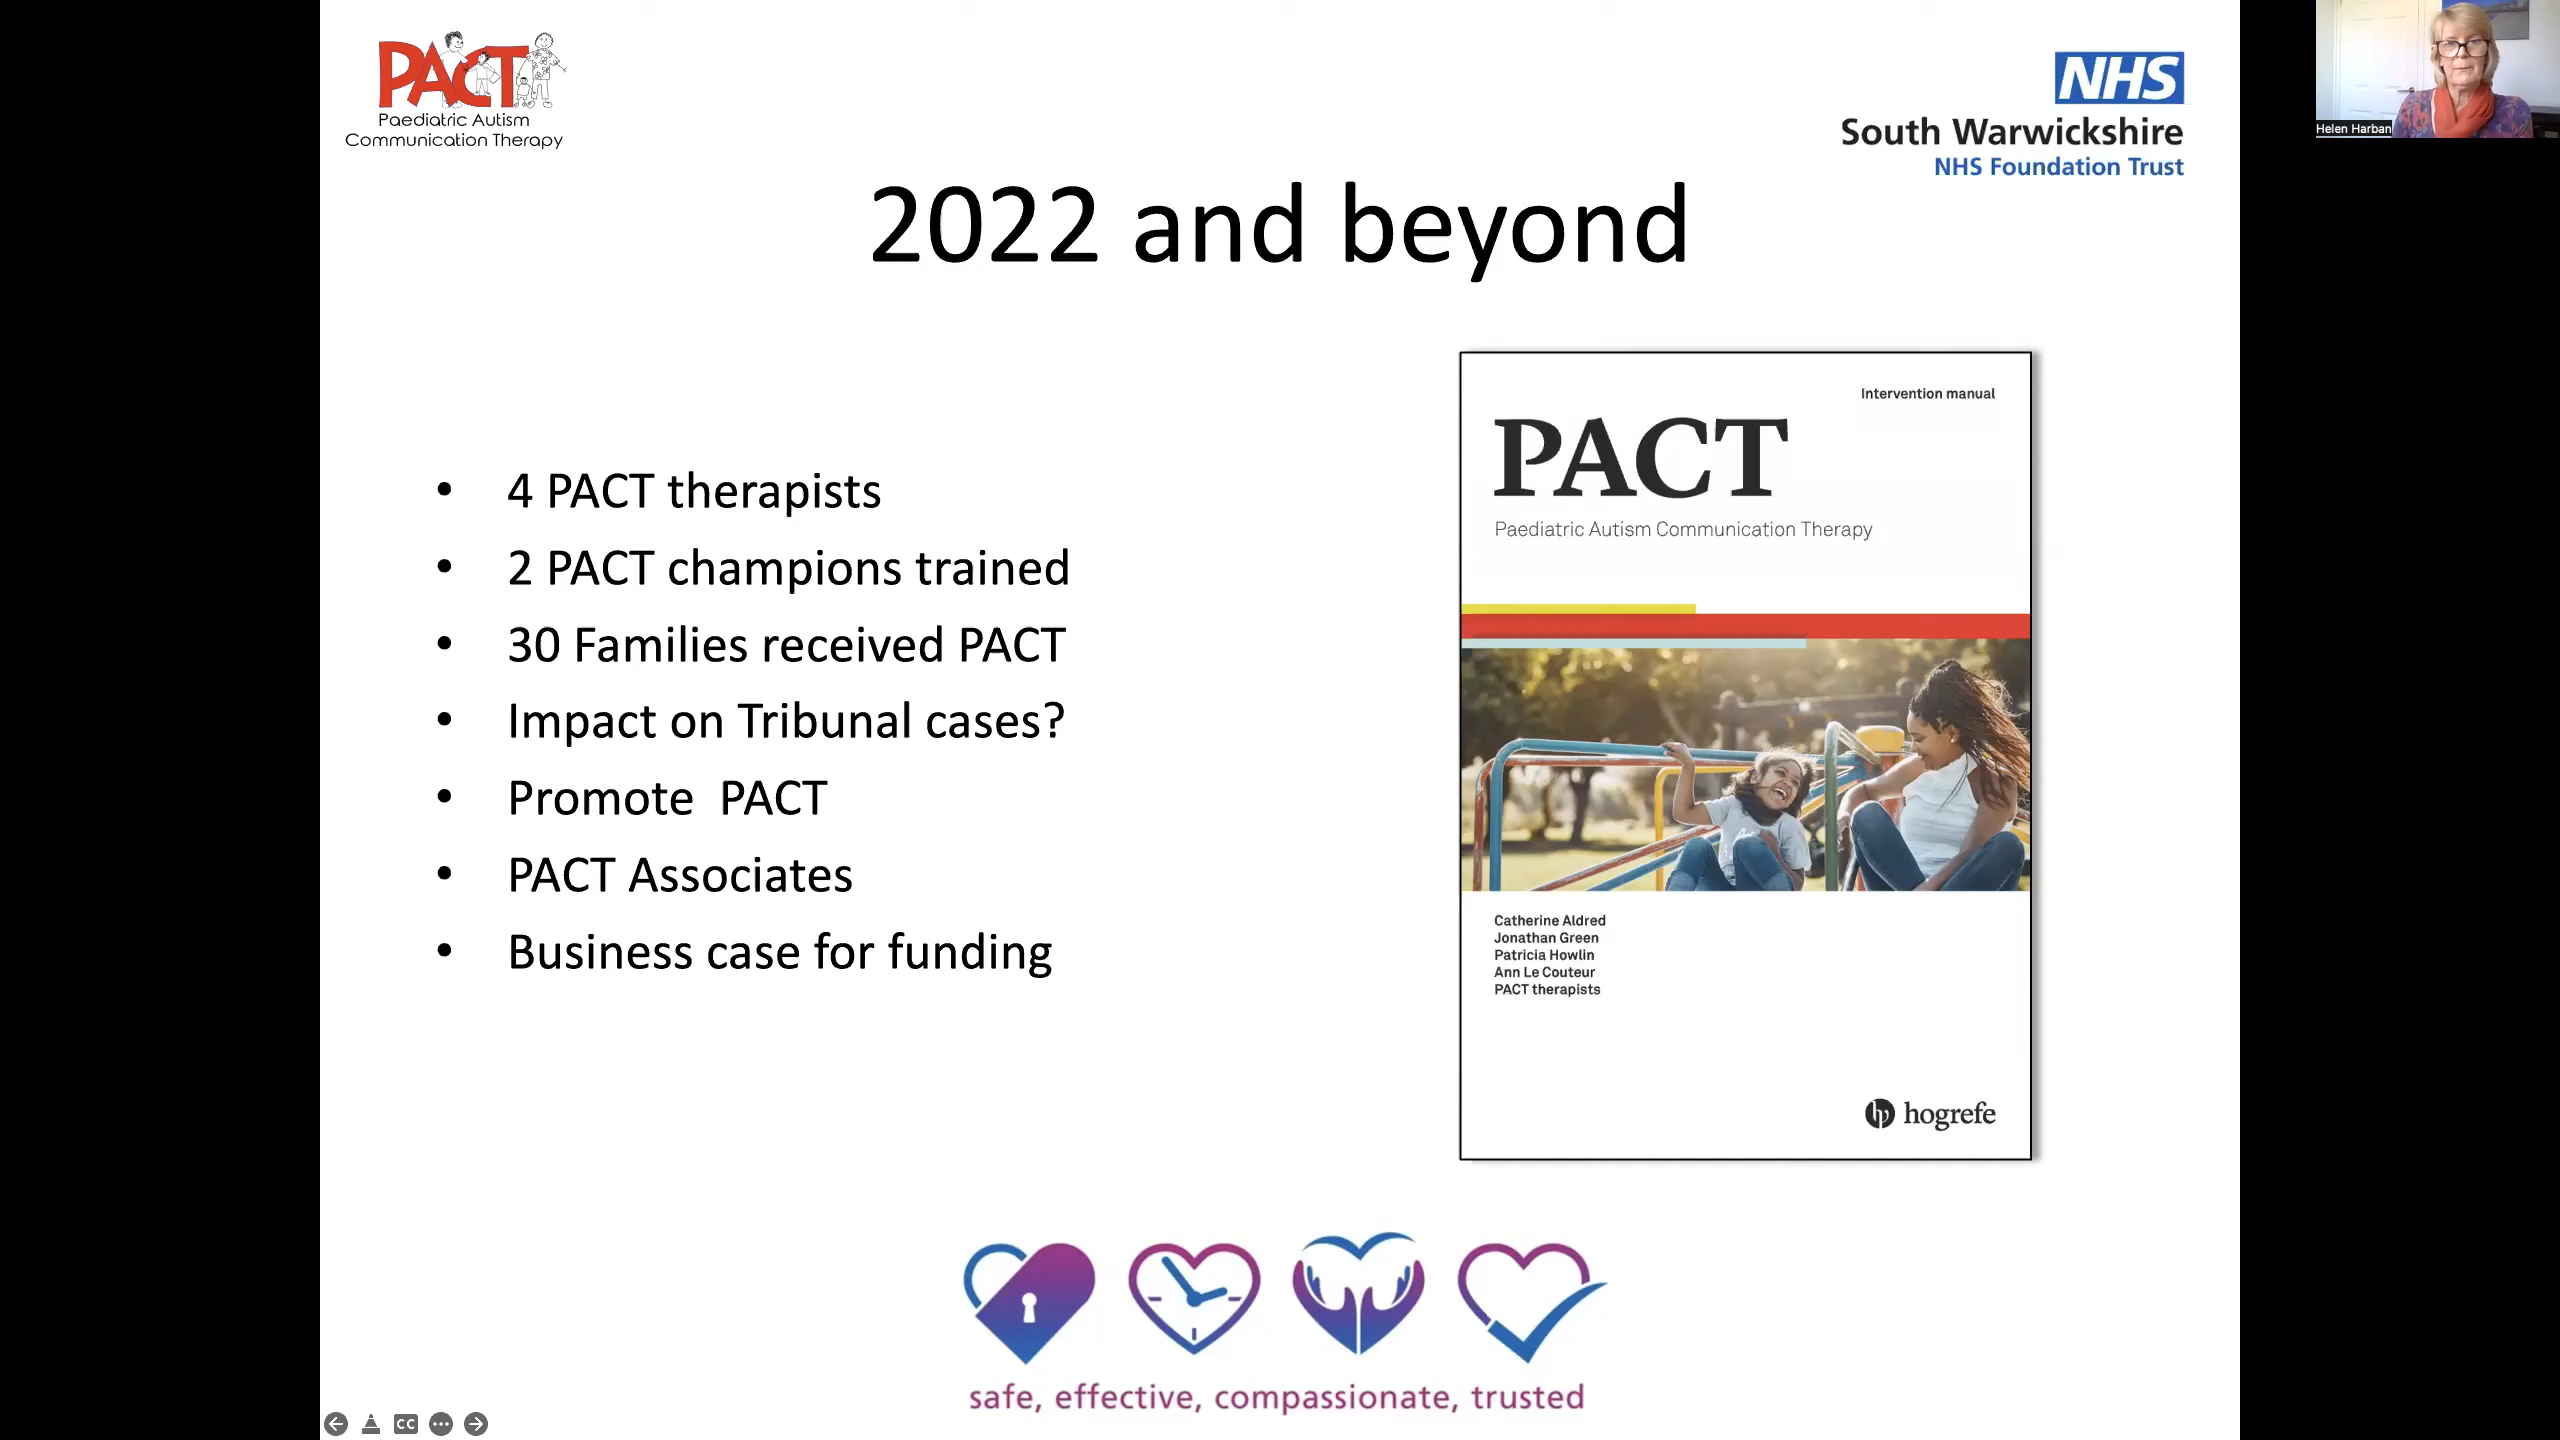 PACT
Paediatric Autism
Communication Therapy
NHS
South Warwickshire
NHS Foundation Trust
Helen Harban
2022 and beyond
• 4 PACT therapists
• 2 PACT champions trained
• 30 Families received PACT
• Impact on Tribunal cases?
• Promote  PACT
• PACT Associates
• Business case for funding
Intervention manual
PACT
Paediatric Autism Communication Therapy
Catherine Aldred
Jonathan Green
Patricia Howlin
Ann Le Couteur
PACT therapists
hogrefe
safe, effective, compassionate, trusted
CC